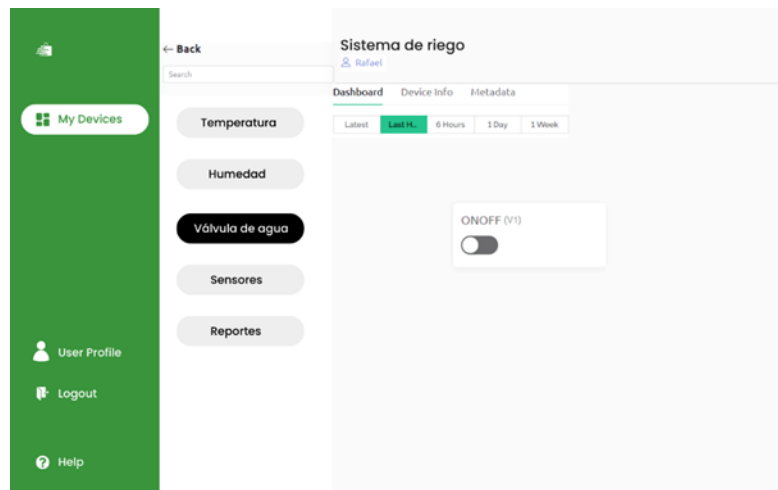 My Devices
User Profile
Logout
Help
← Back
Search
Temperatura
Humedad
Válvula de agua
Sensores
Reportes
Sistema de riego
Rafael
Dashboard Device Info Metadata
Latest Last H.. 6 Hours 1 Day 1 Week
ONOFF (V1)